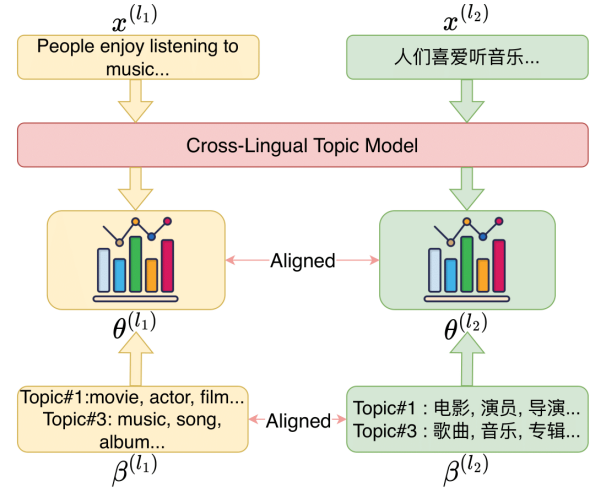 x^(l₁)
x^(l₂)
People enjoy listening to
music...
人们喜爱听音乐...
Cross-Lingual Topic Model
Aligned
θ^(l₁)
θ^(l₂)
Topic#1:movie, actor, film...
Topic#3: music, song,
album...
Aligned
Topic#1 : 电影, 演员, 导演...
Topic#3 : 歌曲, 音乐, 专辑...
β^(l₁)
β^(l₂)